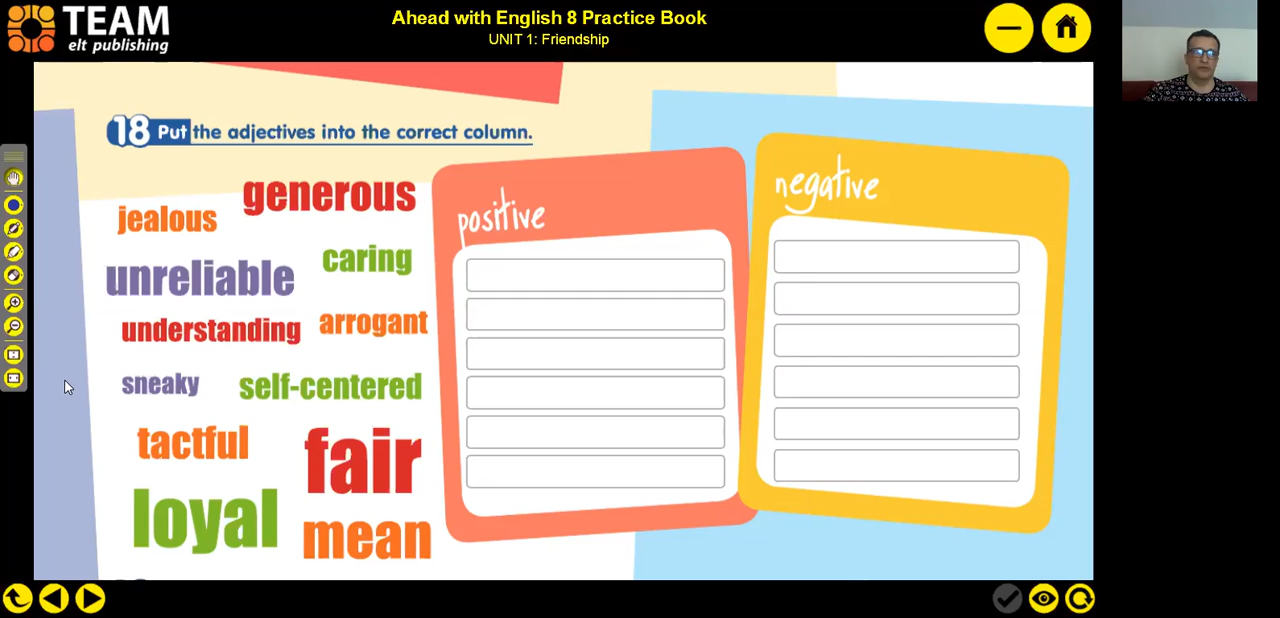 TEAM
elt publishing
Ahead with English 8 Practice Book
UNIT 1: Friendship
18 Put the adjectives into the correct column.
generous
jealous
caring
unreliable
understanding
arrogant
sneaky
self-centered
tactful
fair
loyal
mean
positive
negative